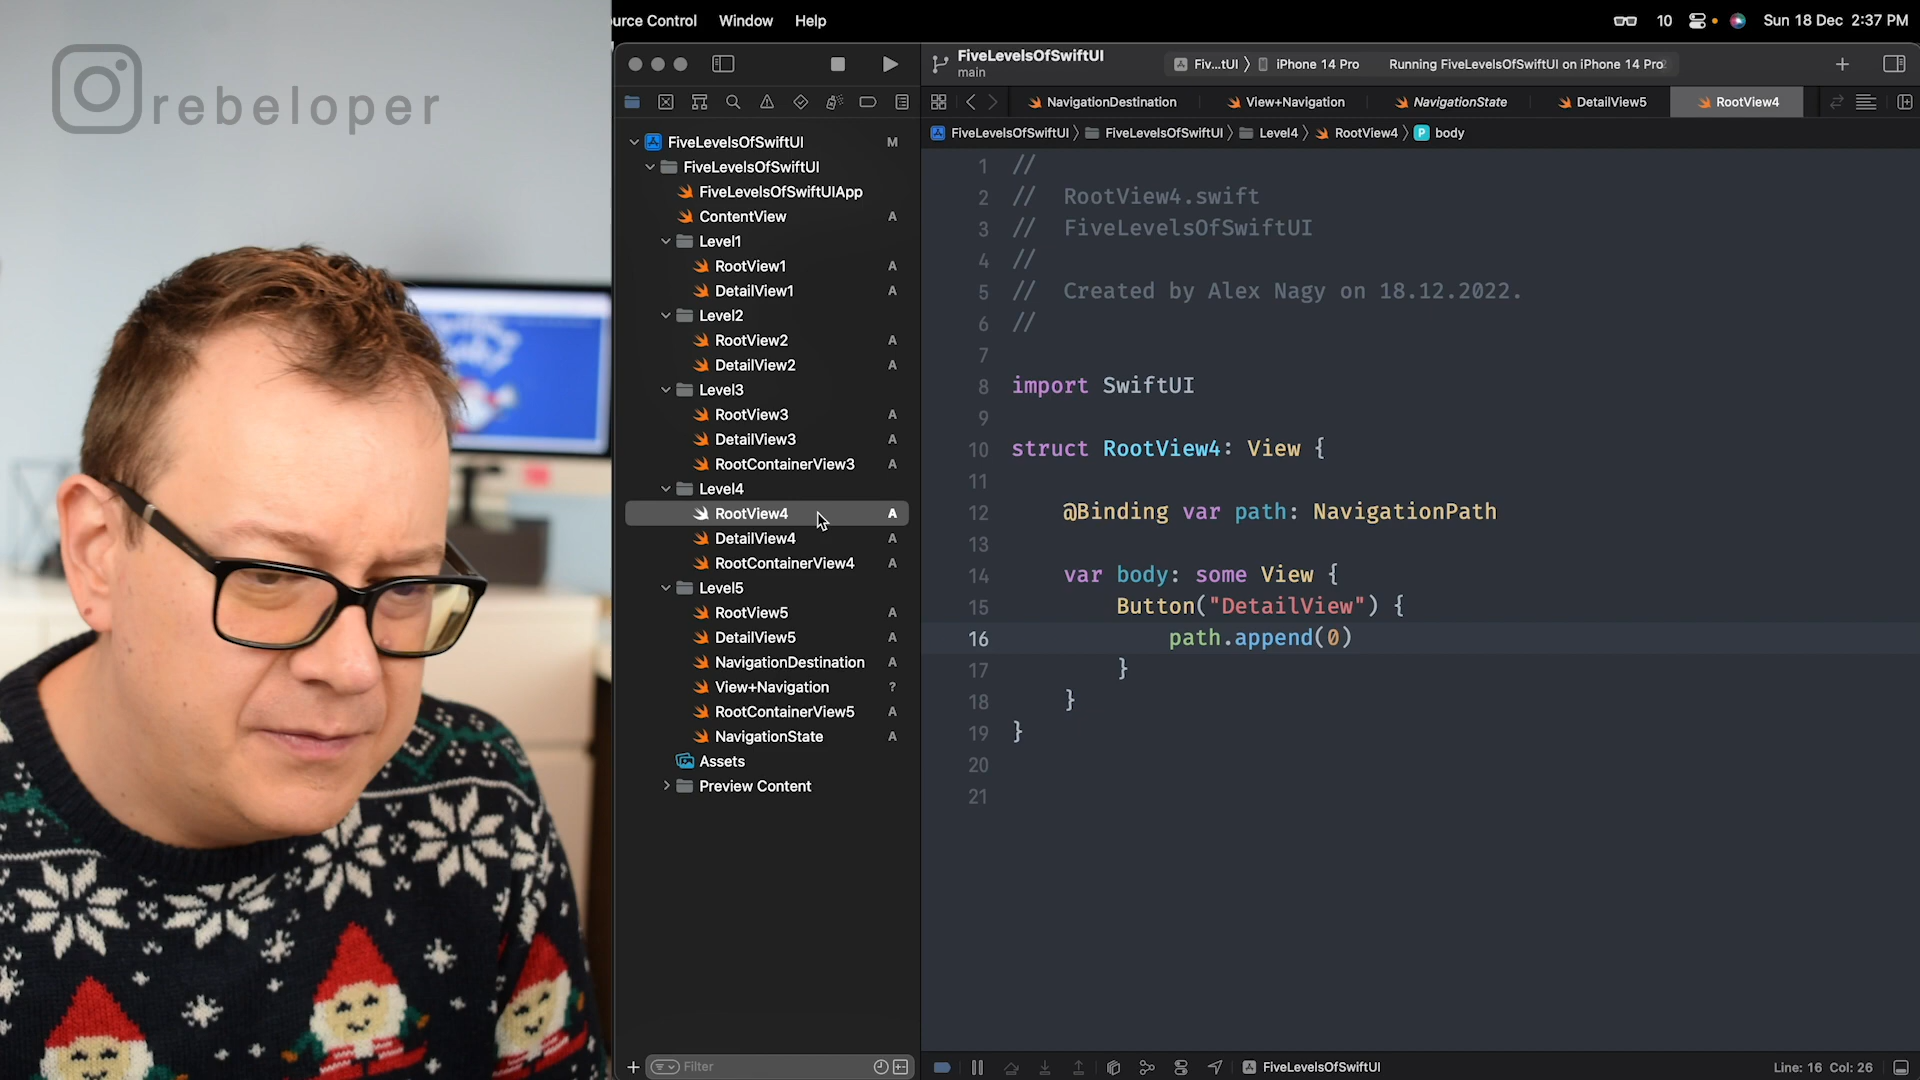 rebeloper
urce Control Window Help
10 Sun 18 Dec 2:37 PM
FiveLevelsOfSwiftUI
main
Fiv...tUI iPhone 14 Pro Running FiveLevelsOfSwiftUI on iPhone 14 Pro
NavigationDestination View+Navigation NavigationState DetailView5 RootView4
FiveLevelsOfSwiftUI FiveLevelsOfSwiftUI Level4 RootView4 P body
FiveLevelsOfSwiftUI M
FiveLevelsOfSwiftUI
FiveLevelsOfSwiftUIApp
ContentView A
Level1
RootView1 A
DetailView1 A
Level2
RootView2 A
DetailView2 A
Level3
RootView3 A
DetailView3 A
RootContainerView3 A
Level4
RootView4 A
DetailView4 A
RootContainerView4 A
Level5
RootView5 A
DetailView5 A
NavigationDestination A
View+Navigation ?
RootContainerView5 A
NavigationState A
Assets
Preview Content
Filter
1 //
2 // RootView4.swift
3 // FiveLevelsOfSwiftUI
4 //
5 // Created by Alex Nagy on 18.12.2022.
6 //
7
8 import SwiftUI
9
10 struct RootView4: View {
11
12 @Binding var path: NavigationPath
13
14 var body: some View {
15 Button("DetailView") {
16 path.append(0)
17 }
18 }
19 }
20
21
FiveLevelsOfSwiftUI
Line: 16 Col: 26